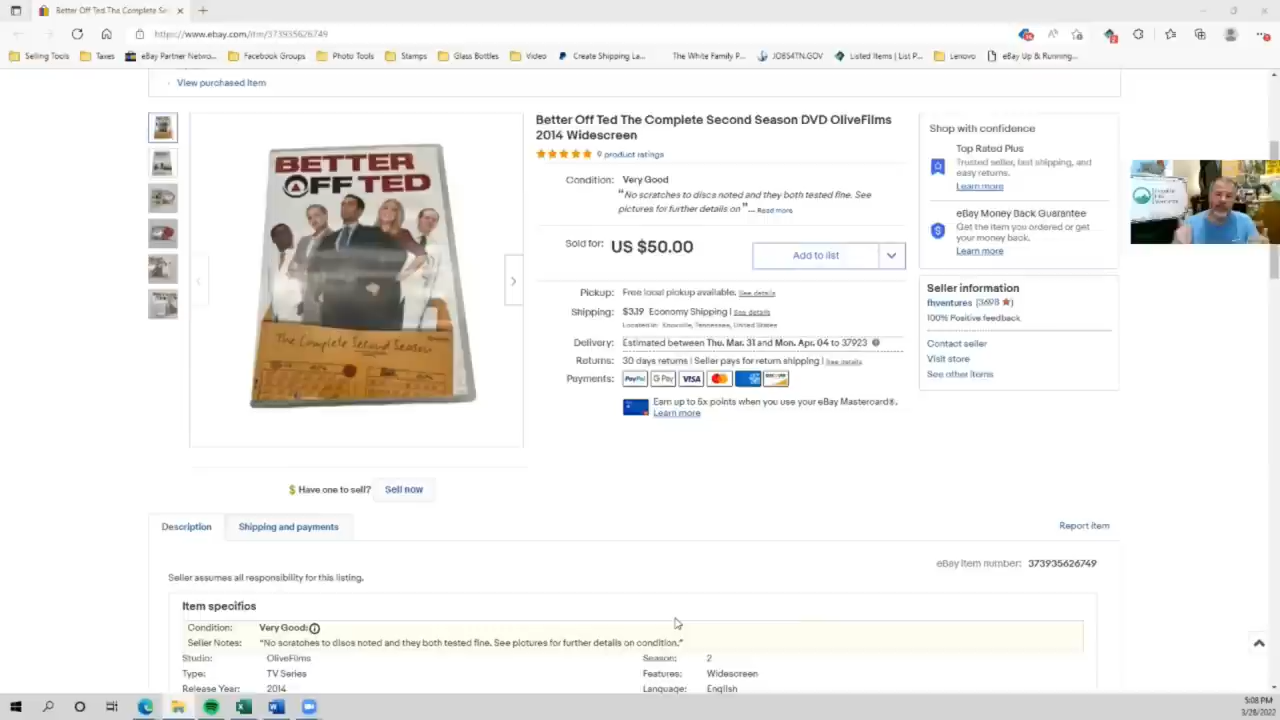 Better Off Ted The Complete Se
https://www.ebay.com/itm/373935626749
Selling Tools
Taxes
eBay Partner Netwo...
Facebook Groups
Photo Tools
Stamps
Glass Bottles
Video
Create Shipping La...
The White Family P...
JOBS4TN.GOV
Listed Items | List P...
Lenovo
eBay Up & Running...
View purchased item
BETTER
OFF TED
The Complete Second Season
Better Off Ted The Complete Second Season DVD OliveFilms
2014 Widescreen
9 product ratings
Condition: Very Good
“No scratches to discs noted and they both tested fine. See
pictures for further details on ”... Read more
Sold for: US $50.00
Add to list
Pickup: Free local pickup available. See details
Shipping: $3.19 Economy Shipping | See details
Located in: Knoxville, Tennessee, United States
Delivery: Estimated between Thu. Mar. 31 and Mon. Apr. 04 to 37923
Returns: 30 days returns | Seller pays for return shipping | See details
Payments: PayPal G Pay VISA
DISCOVER
Earn up to 5x points when you use your eBay Mastercard®.
Learn more
Shop with confidence
Top Rated Plus
Trusted seller, fast shipping, and
easy returns.
Learn more
eBay Money Back Guarantee
Get the item you ordered or get
your money back.
Learn more
Seller information
fhventures (3698 ★)
100% Positive feedback
Contact seller
Visit store
See other items
$ Have one to sell? Sell now
Description
Shipping and payments
Report item
eBay item number: 373935626749
Seller assumes all responsibility for this listing.
Item specifics
Condition: Very Good
Seller Notes: “No scratches to discs noted and they both tested fine. See pictures for further details on condition.”
Studio: OliveFilms Season: 2
Type: TV Series Features: Widescreen
Release Year: 2014 Language: English
5:08 PM
3/28/2022